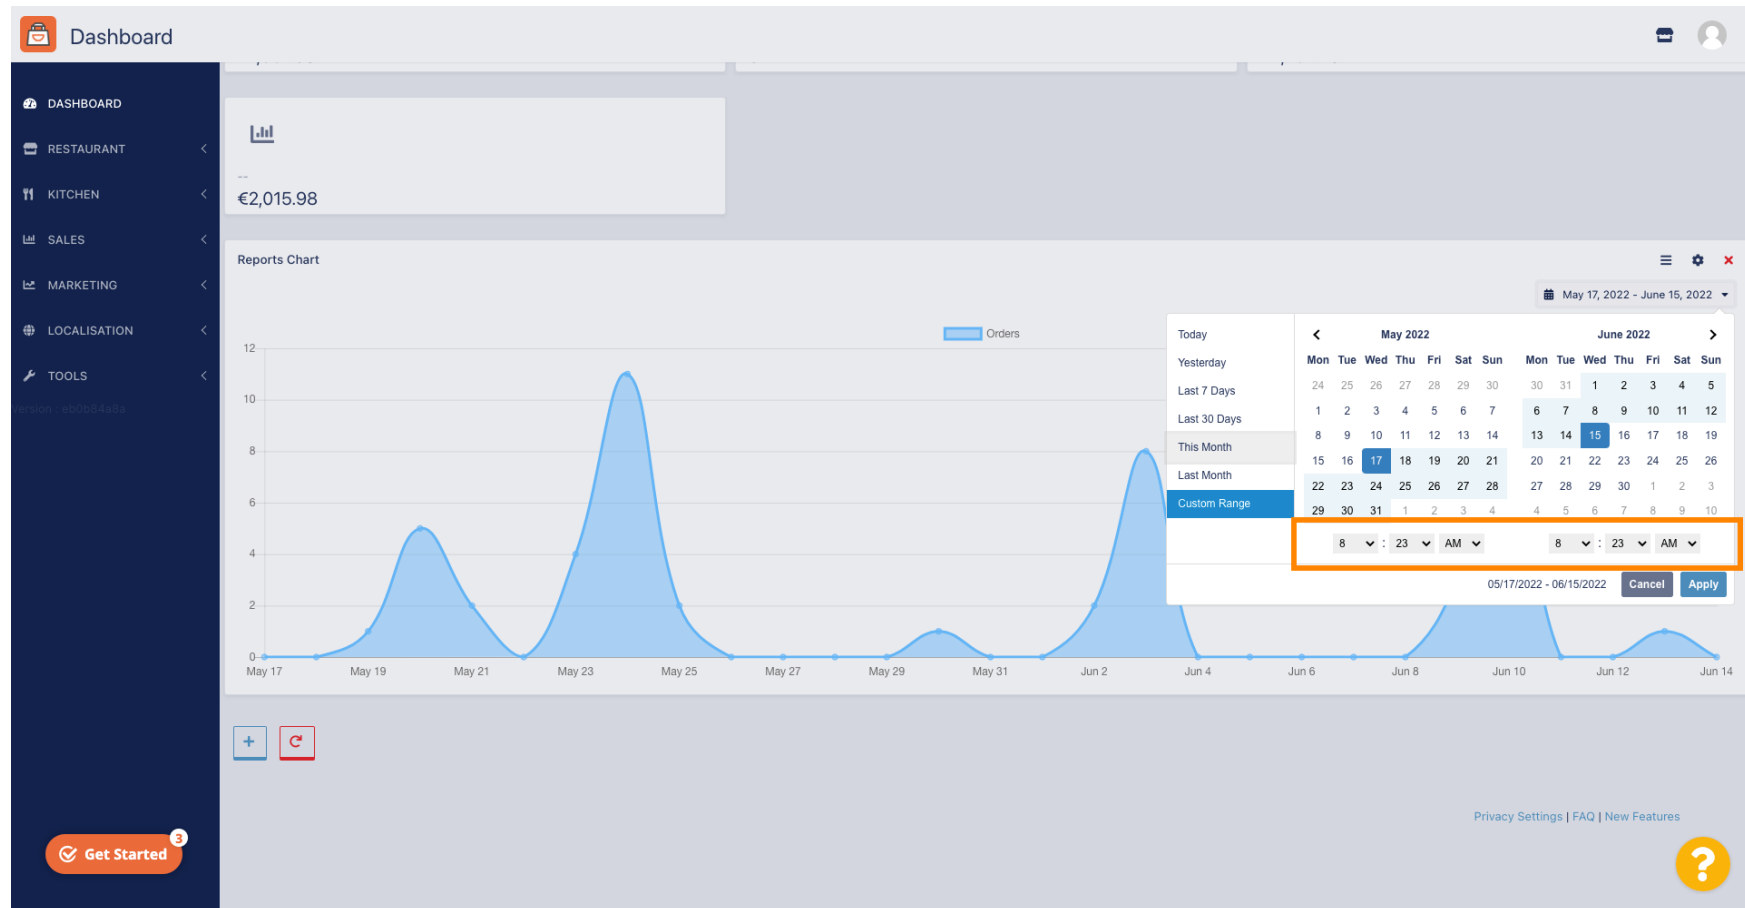 Dashboard
DASHBOARD
RESTAURANT
KITCHEN
SALES
MARKETING
LOCALISATION
TOOLS
Version : eb0b84a8a
--
€2,015.98
Reports Chart
May 17, 2022 - June 15, 2022
Orders
12
10
8
6
4
2
0
May 17 May 19 May 21 May 23 May 25 May 27 May 29 May 31 Jun 2 Jun 4 Jun 6 Jun 8 Jun 10 Jun 12 Jun 14
Today
Yesterday
Last 7 Days
Last 30 Days
This Month
Last Month
Custom Range
May 2022
Mon Tue Wed Thu Fri Sat Sun
24 25 26 27 28 29 30
1 2 3 4 5 6 7
8 9 10 11 12 13 14
15 16 17 18 19 20 21
22 23 24 25 26 27 28
29 30 31 1 2 3 4
8 : 23 AM
June 2022
Mon Tue Wed Thu Fri Sat Sun
30 31 1 2 3 4 5
6 7 8 9 10 11 12
13 14 15 16 17 18 19
20 21 22 23 24 25 26
27 28 29 30 1 2 3
4 5 6 7 8 9 10
8 : 23 AM
05/17/2022 - 06/15/2022 Cancel Apply
+
Privacy Settings | FAQ | New Features
Get Started
3
?